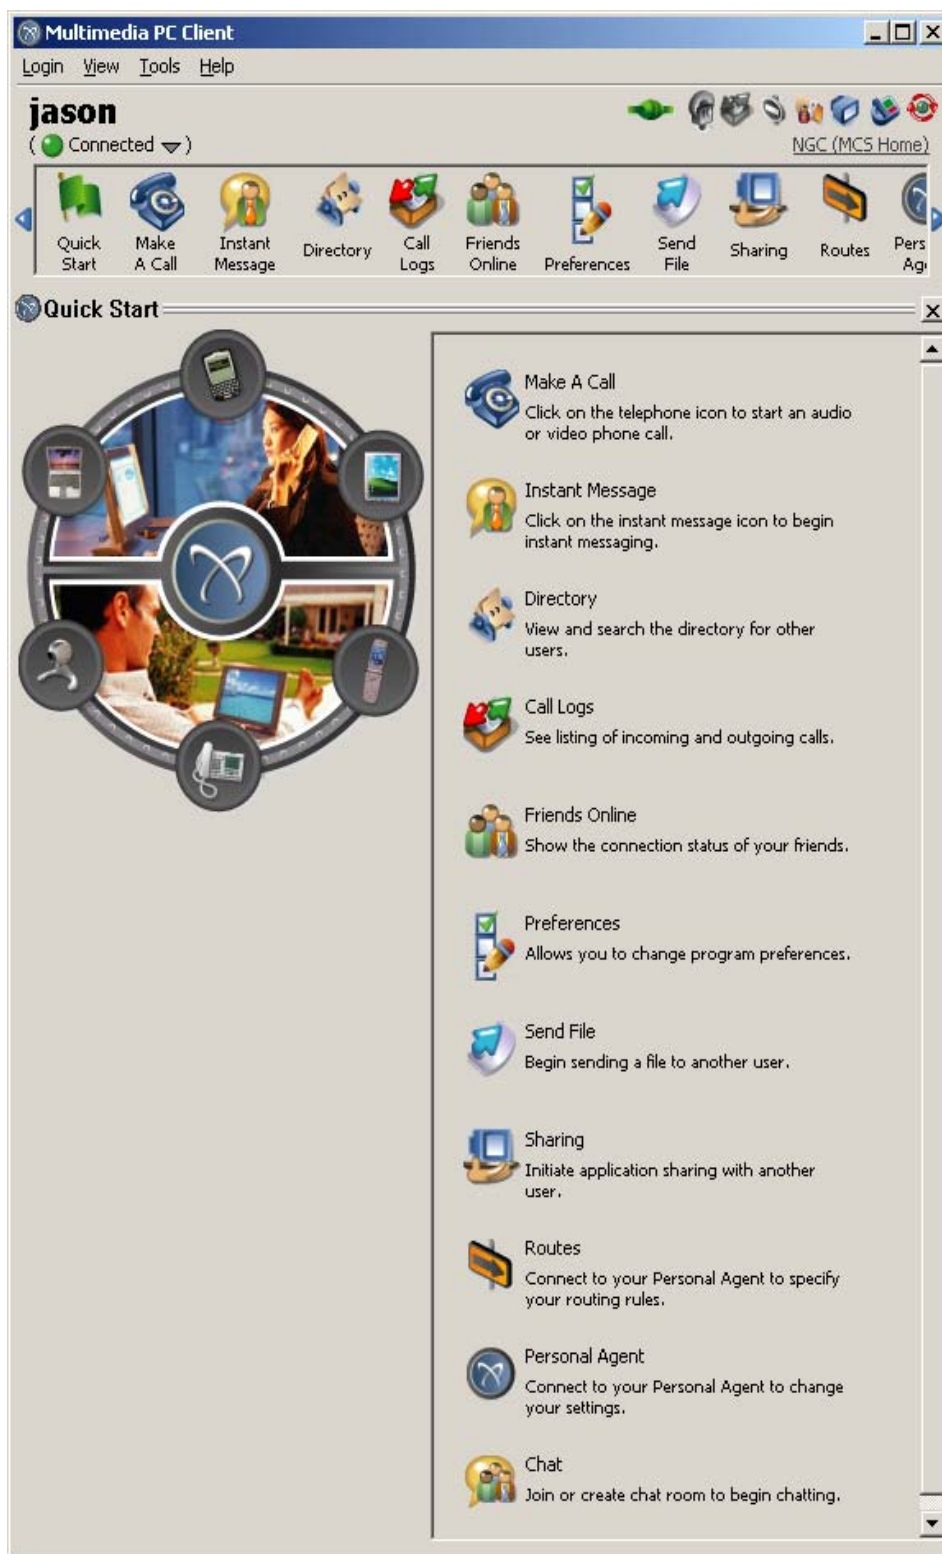 Multimedia PC Client
Login View Tools Help
jason
( Connected )
NGC (MCS Home)
Quick Start
Make A Call
Instant Message
Directory
Call Logs
Friends Online
Preferences
Send File
Sharing
Routes
Pers
Ag
Quick Start
Make A Call
Click on the telephone icon to start an audio
or video phone call.
Instant Message
Click on the instant message icon to begin
instant messaging.
Directory
View and search the directory for other
users.
Call Logs
See listing of incoming and outgoing calls.
Friends Online
Show the connection status of your friends.
Preferences
Allows you to change program preferences.
Send File
Begin sending a file to another user.
Sharing
Initiate application sharing with another
user.
Routes
Connect to your Personal Agent to specify
your routing rules.
Personal Agent
Connect to your Personal Agent to change
your settings.
Chat
Join or create chat room to begin chatting.